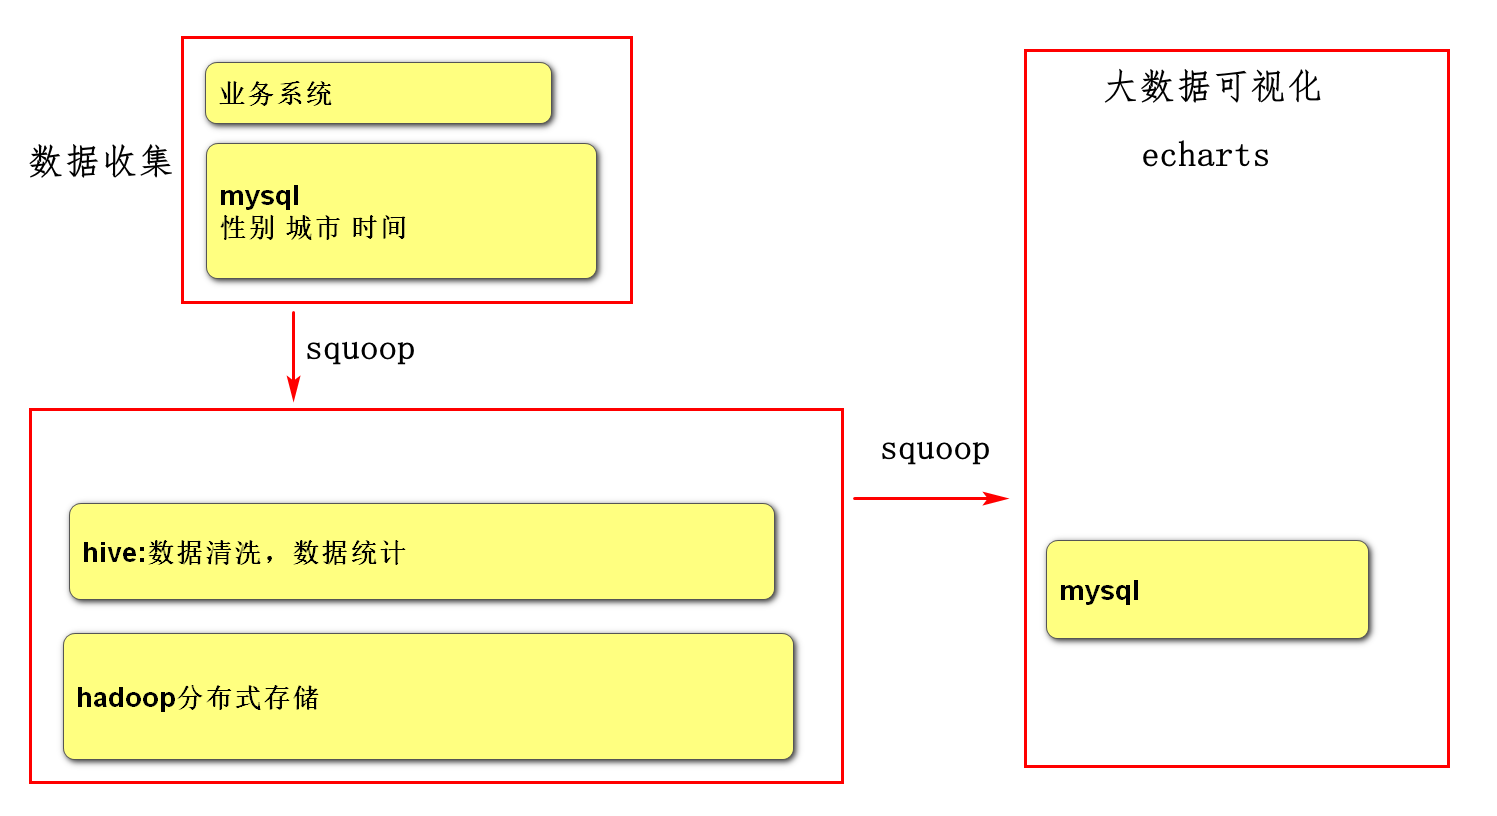 数据收集
业务系统
mysql
性别 城市 时间
squoop
hive:数据清洗，数据统计
hadoop分布式存储
squoop
大数据可视化
echarts
mysql